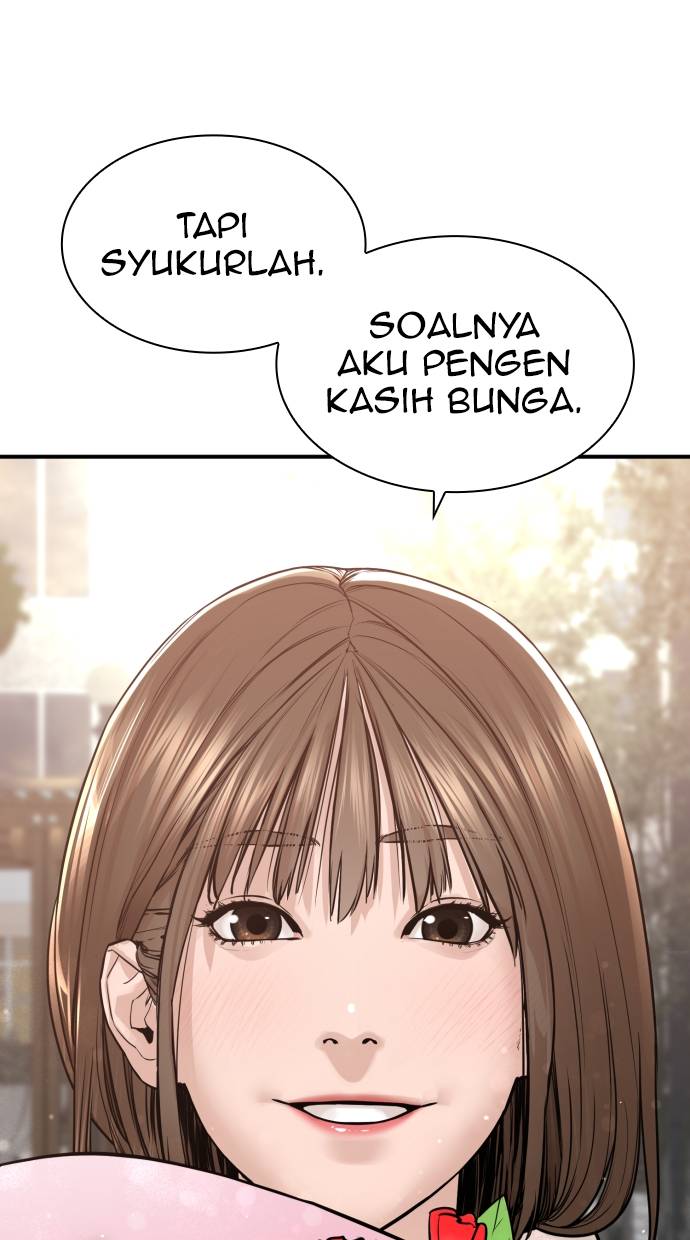 TAPI
SYUKURLAH.
SOALNYA
AKU PENGEN
KASIH BUNGA.